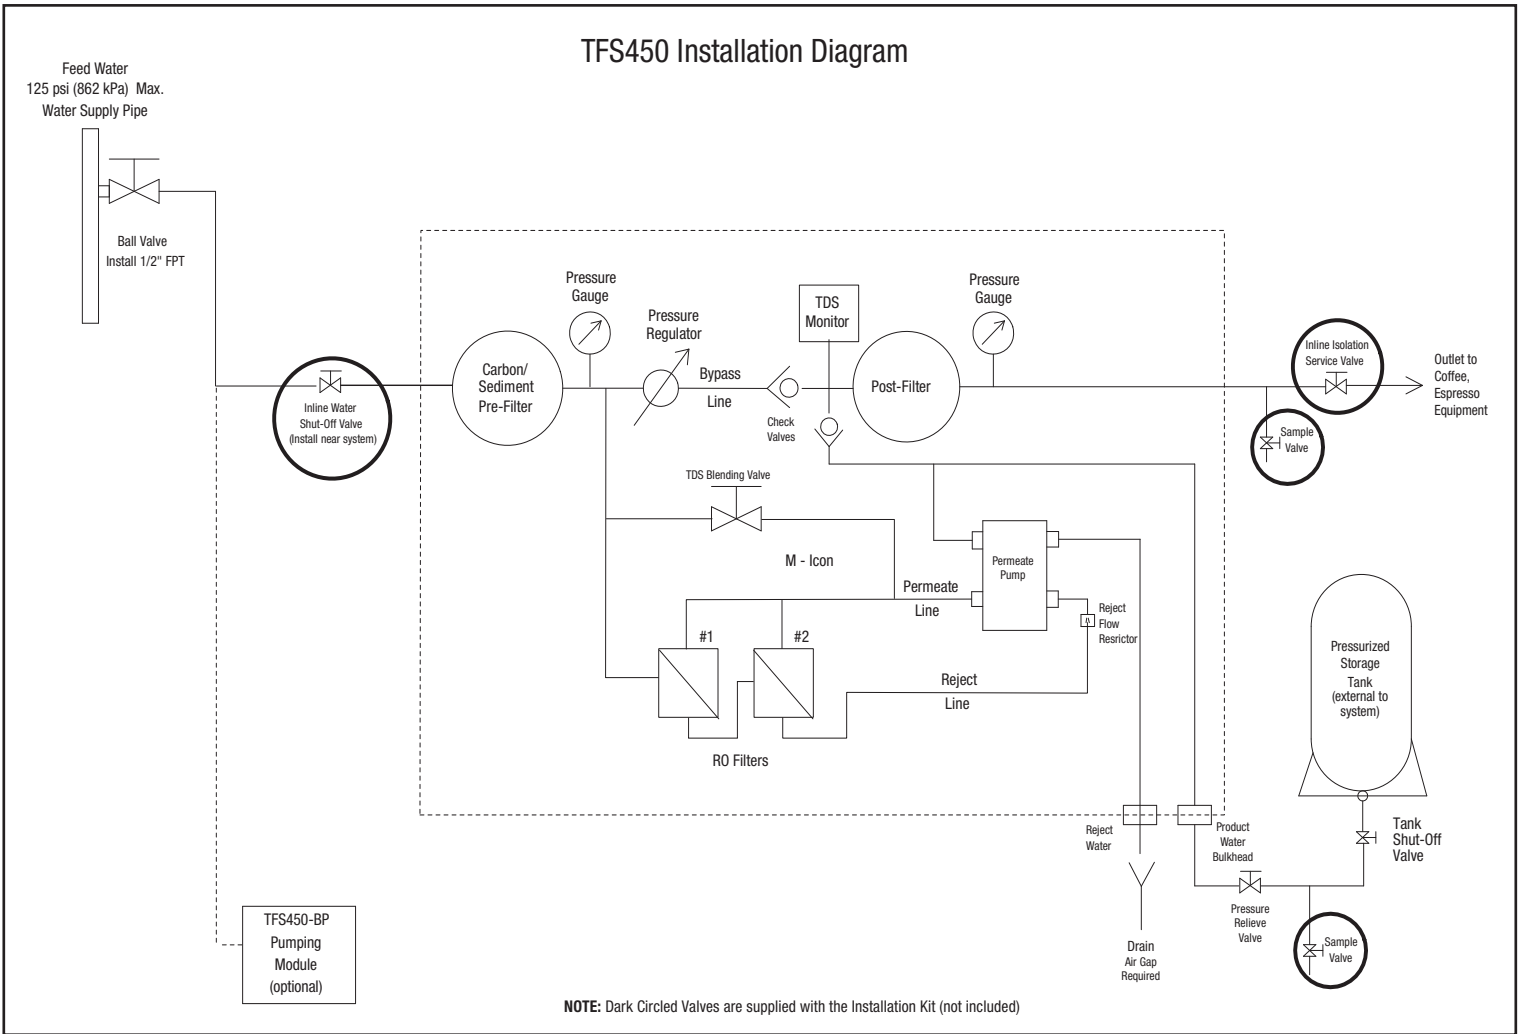 TFS450 Installation Diagram
Feed Water
125 psi (862 kPa)  Max.
Water Supply Pipe
Ball Valve
Install 1/2" FPT
Inline Water
Shut-Off Valve
(Install near system)
Carbon/
Sediment
Pre-Filter
Pressure
Gauge
Pressure
Regulator
Bypass
Line
Check
Valves
TDS
Monitor
Post-Filter
Pressure
Gauge
Inline Isolation
Service Valve
Outlet to
Coffee,
Espresso
Equipment
Sample
Valve
TDS Blending Valve
M - Icon
Permeate
Line
Permeate
Pump
Reject
Flow
Resrictor
#1
#2
Reject
Line
RO Filters
Pressurized
Storage
Tank
(external to
system)
Tank
Shut-Off
Valve
Reject
Water
Product
Water
Bulkhead
Pressure
Relieve
Valve
Sample
Valve
Drain
Air Gap
Required
TFS450-BP
Pumping
Module
(optional)
NOTE: Dark Circled Valves are supplied with the Installation Kit (not included)